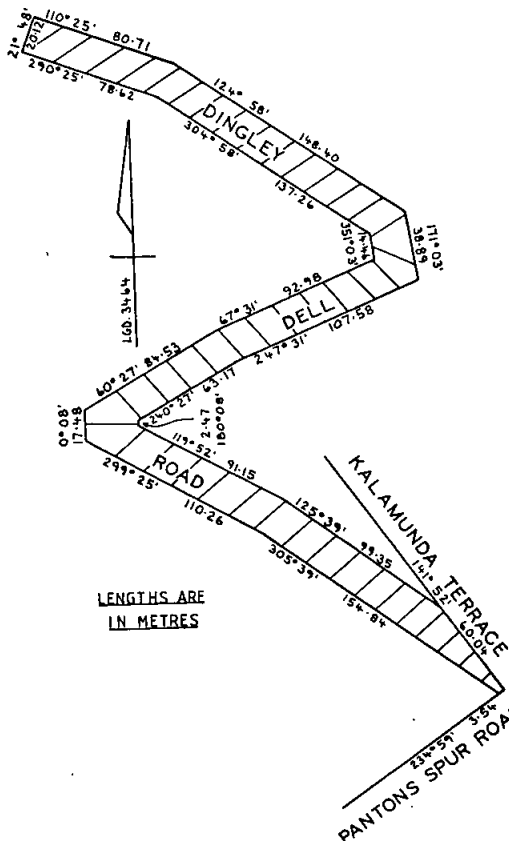 21° 48'
20·12
110° 25' 80·71
290° 25' 78·62
124° 58' 148·40
DINGLEY
304° 58' 137·26
171° 03'
38·89
351° 03'
LGD. 3464
67° 31' 92·98
DELL
247° 31' 107·58
60° 27' 84·53
240° 27' 63·17
0° 08'
17·48
2·47
180° 08'
119° 52' 91·15
ROAD
299° 25' 110·26
125° 39' 99·35
305° 39' 154·84
KALAMUNDA TERRACE
141° 52' 60·04
LENGTHS ARE
IN METRES
234° 59' 3·54
PANTONS SPUR ROAD